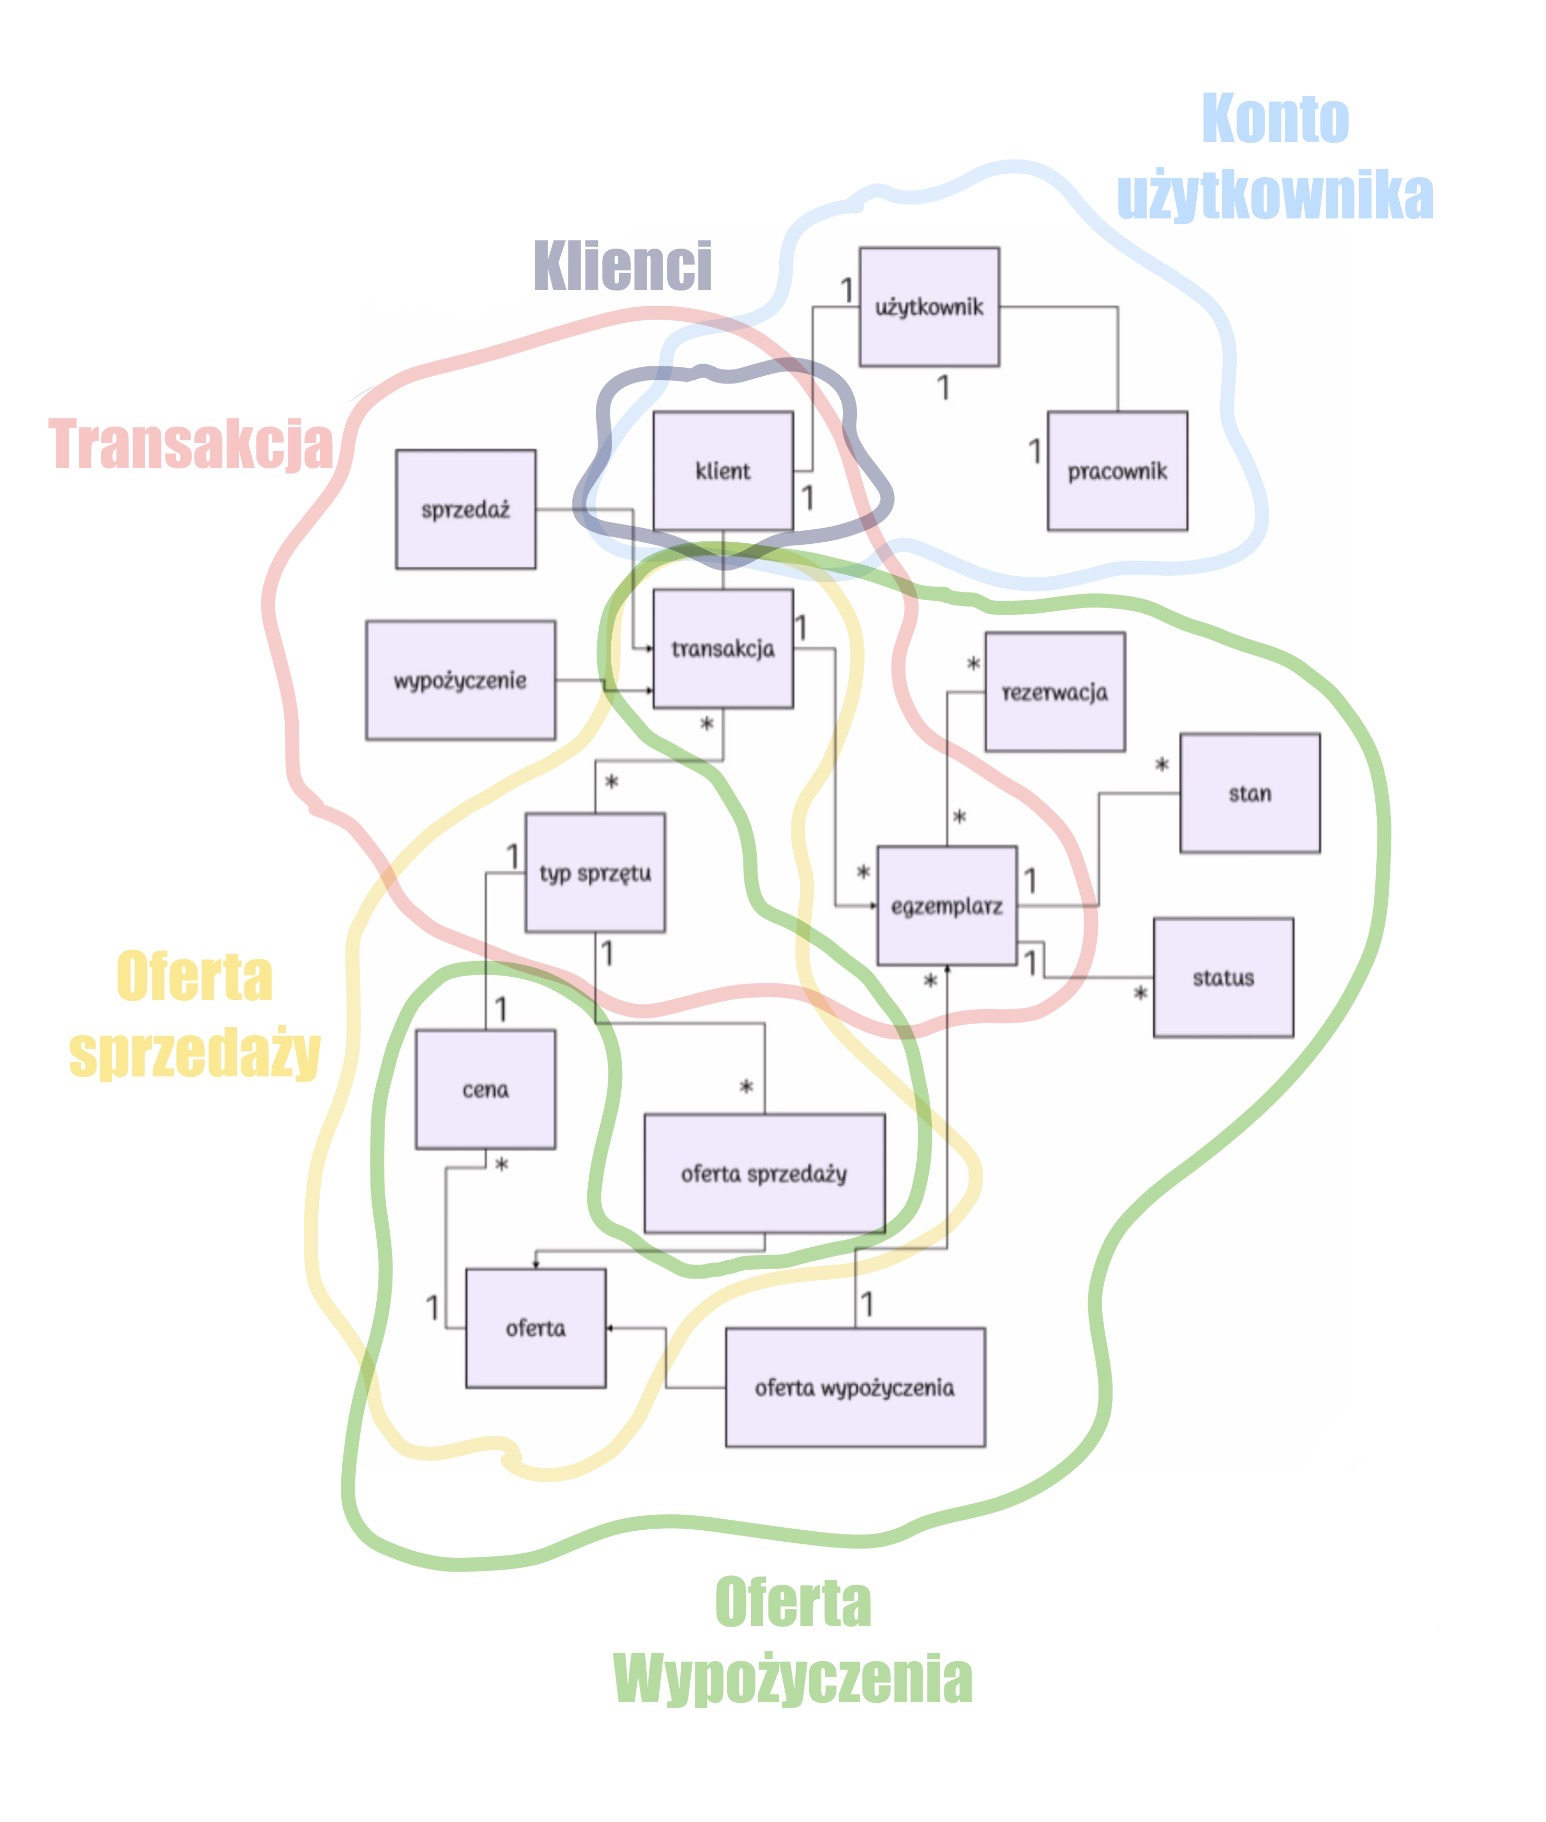 Konto
użytkownika
Klienci
1
użytkownik
1
Transakcja
klient
1
1
pracownik
sprzedaż
transakcja
1
*
wypożyczenie
*
rezerwacja
*
*
stan
*
1
typ sprzętu
*
*
egzemplarz
1
1
*
1
status
*
Oferta
sprzedaży
1
cena
*
*
oferta sprzedaży
1
oferta
1
oferta wypożyczenia
Oferta
Wypożyczenia